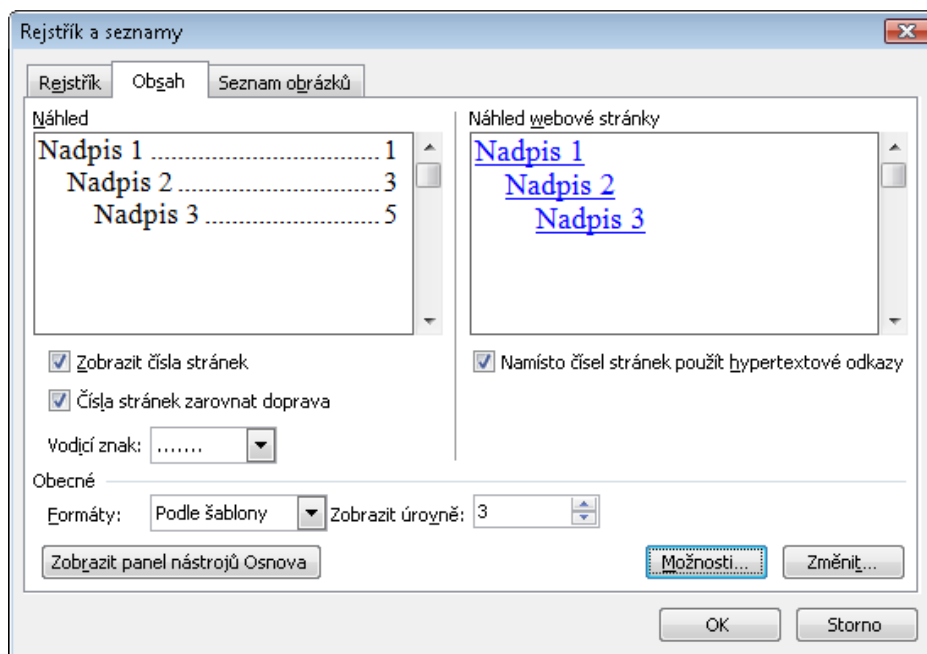 Rejstřík a seznamy
Rejstřík Obsah Seznam obrázků
Náhled
Nadpis 1 ........................................ 1
Nadpis 2 .................................. 3
Nadpis 3 ............................. 5
Náhled webové stránky
Nadpis 1
Nadpis 2
Nadpis 3
Zobrazit čísla stránek
Čísla stránek zarovnat doprava
Vodicí znak: .......
Namísto čísel stránek použít hypertextové odkazy
Obecné
Formáty: Podle šablony Zobrazit úrovně: 3
Zobrazit panel nástrojů Osnova Možnosti... Změnit...
OK Storno